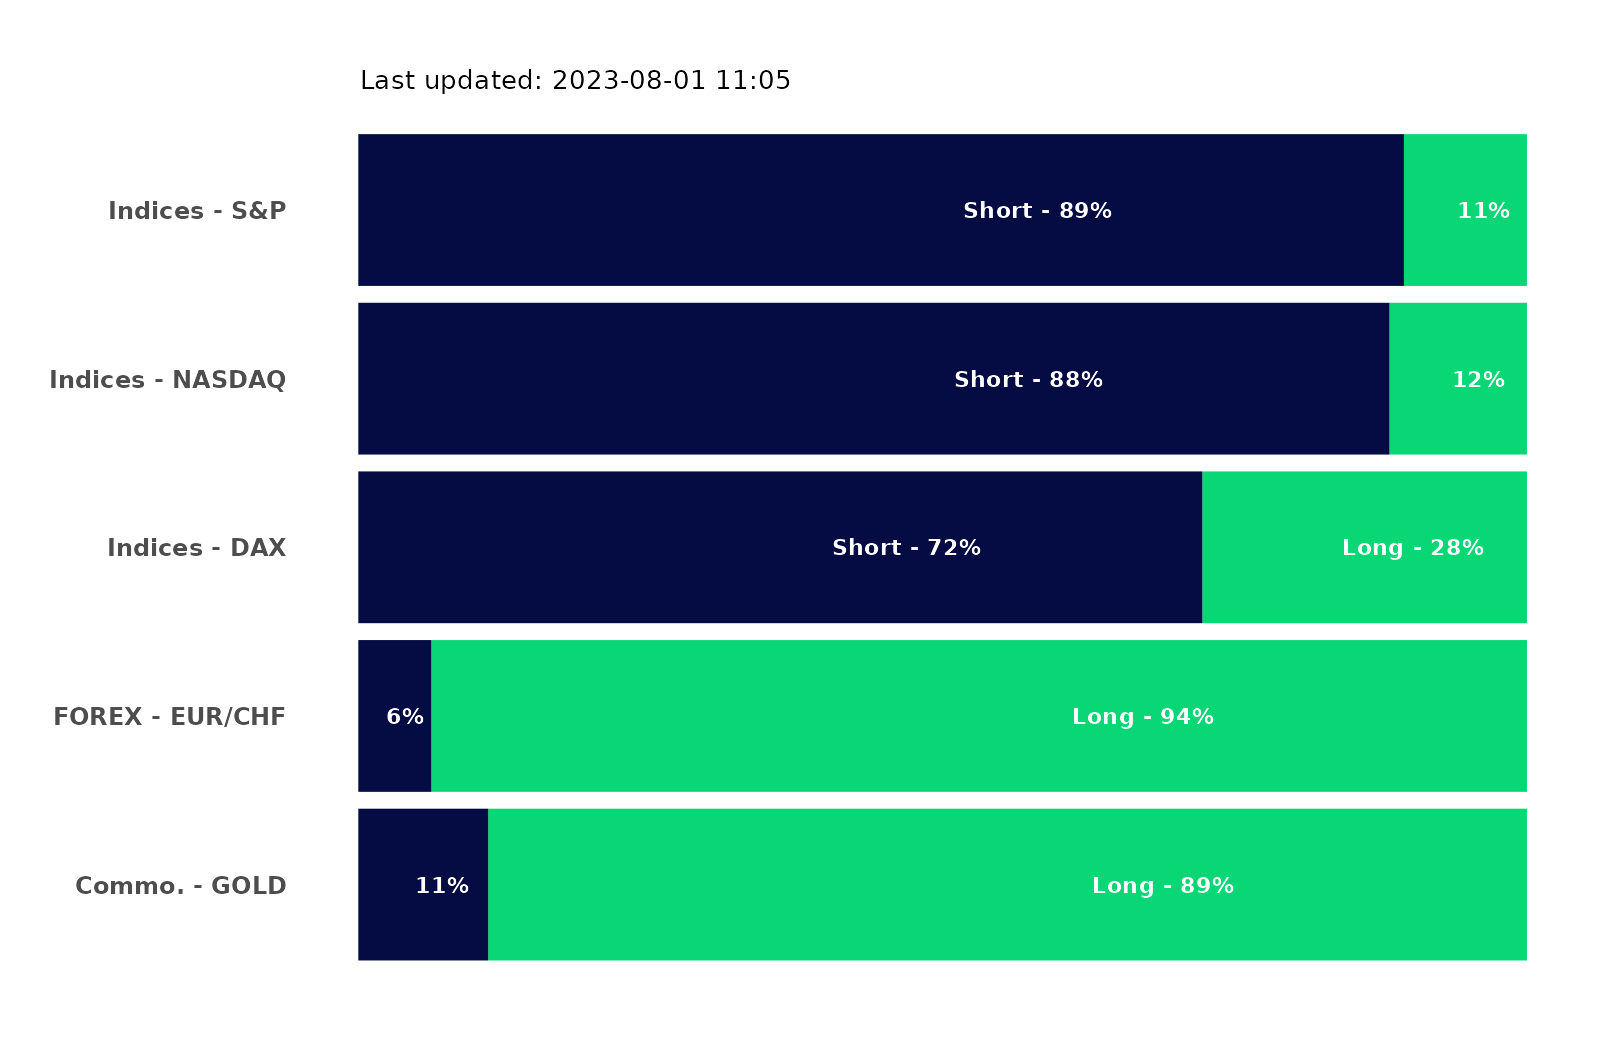 Last updated: 2023-08-01 11:05
Indices - S&P Short - 89% 11%
Indices - NASDAQ Short - 88% 12%
Indices - DAX Short - 72% Long - 28%
FOREX - EUR/CHF 6% Long - 94%
Commo. - GOLD 11% Long - 89%